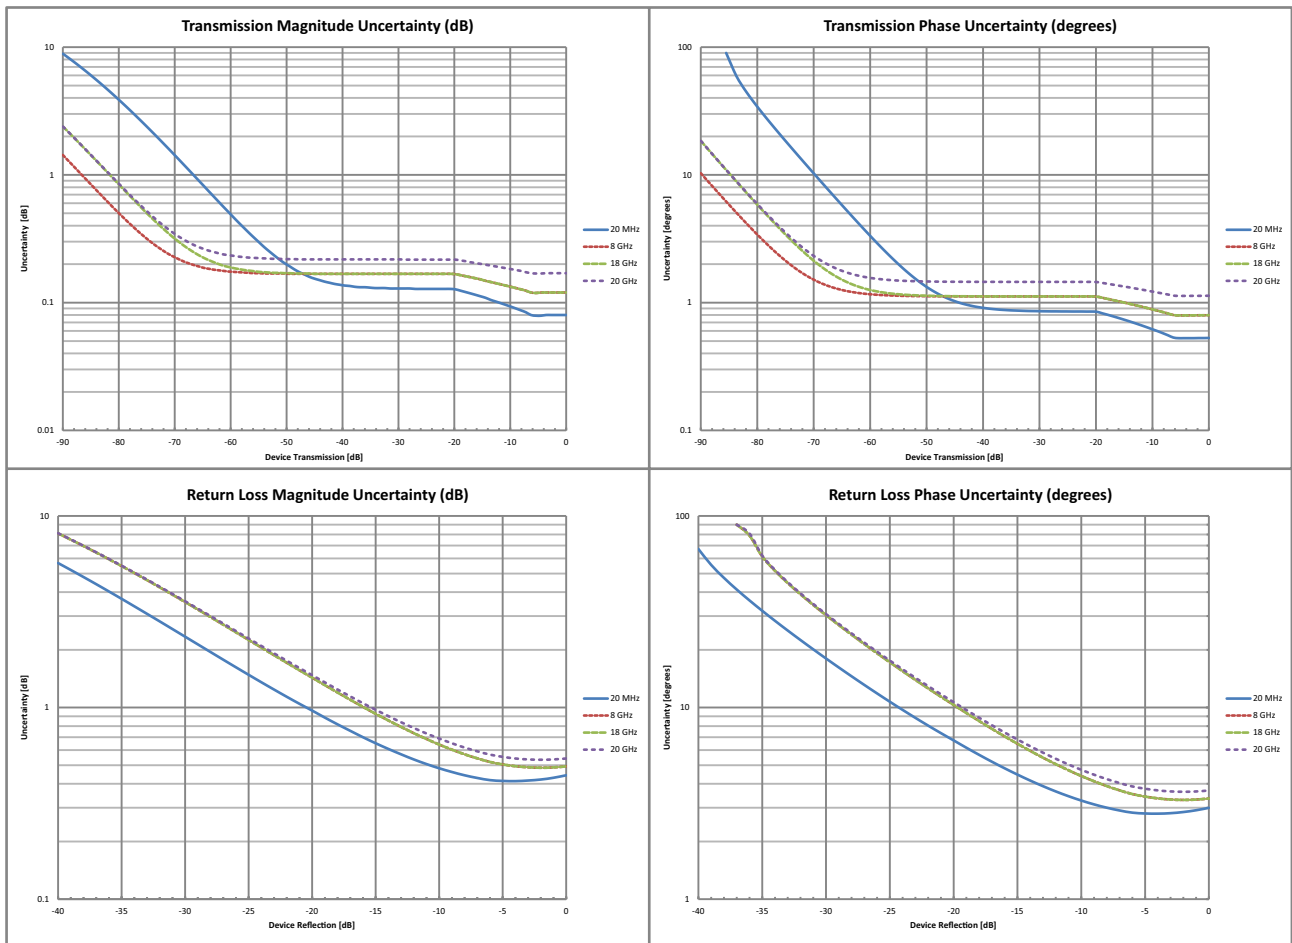 Transmission Magnitude Uncertainty (dB)
10
1
0.1
0.01
Uncertainty [dB]
-90 -80 -70 -60 -50 -40 -30 -20 -10 0
Device Transmission [dB]
20 MHz
8 GHz
18 GHz
20 GHz
Transmission Phase Uncertainty (degrees)
100
10
1
0.1
Uncertainty [degrees]
-90 -80 -70 -60 -50 -40 -30 -20 -10 0
Device Transmission [dB]
20 MHz
8 GHz
18 GHz
20 GHz
Return Loss Magnitude Uncertainty (dB)
10
1
0.1
Uncertainty [dB]
-40 -35 -30 -25 -20 -15 -10 -5 0
Device Reflection [dB]
20 MHz
8 GHz
18 GHz
20 GHz
Return Loss Phase Uncertainty (degrees)
100
10
1
Uncertainty [degrees]
-40 -35 -30 -25 -20 -15 -10 -5 0
Device Reflection [dB]
20 MHz
8 GHz
18 GHz
20 GHz